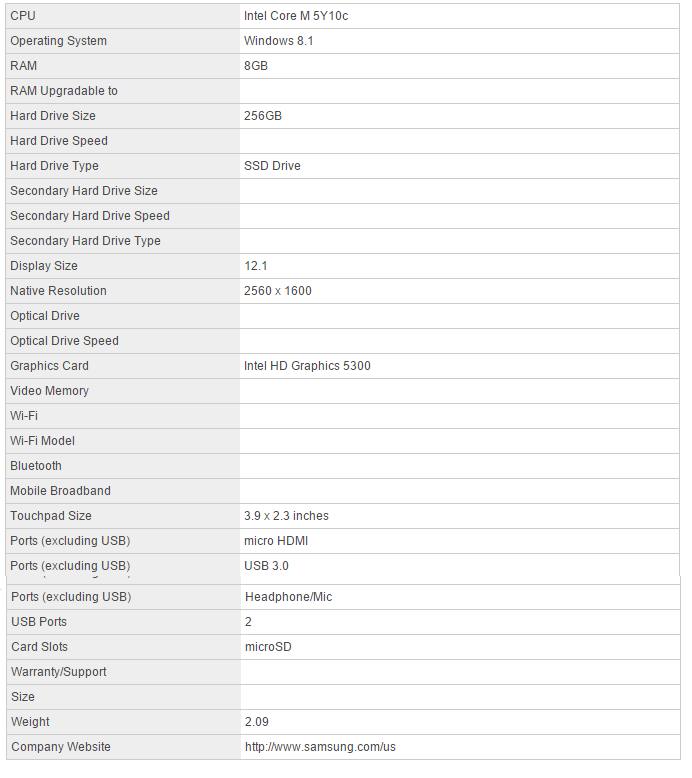 CPU Intel Core M 5Y10c
Operating System Windows 8.1
RAM 8GB
RAM Upgradable to
Hard Drive Size 256GB
Hard Drive Speed
Hard Drive Type SSD Drive
Secondary Hard Drive Size
Secondary Hard Drive Speed
Secondary Hard Drive Type
Display Size 12.1
Native Resolution 2560 x 1600
Optical Drive
Optical Drive Speed
Graphics Card Intel HD Graphics 5300
Video Memory
Wi-Fi
Wi-Fi Model
Bluetooth
Mobile Broadband
Touchpad Size 3.9 x 2.3 inches
Ports (excluding USB) micro HDMI
Ports (excluding USB) USB 3.0
Ports (excluding USB) Headphone/Mic
USB Ports 2
Card Slots microSD
Warranty/Support
Size
Weight 2.09
Company Website http://www.samsung.com/us